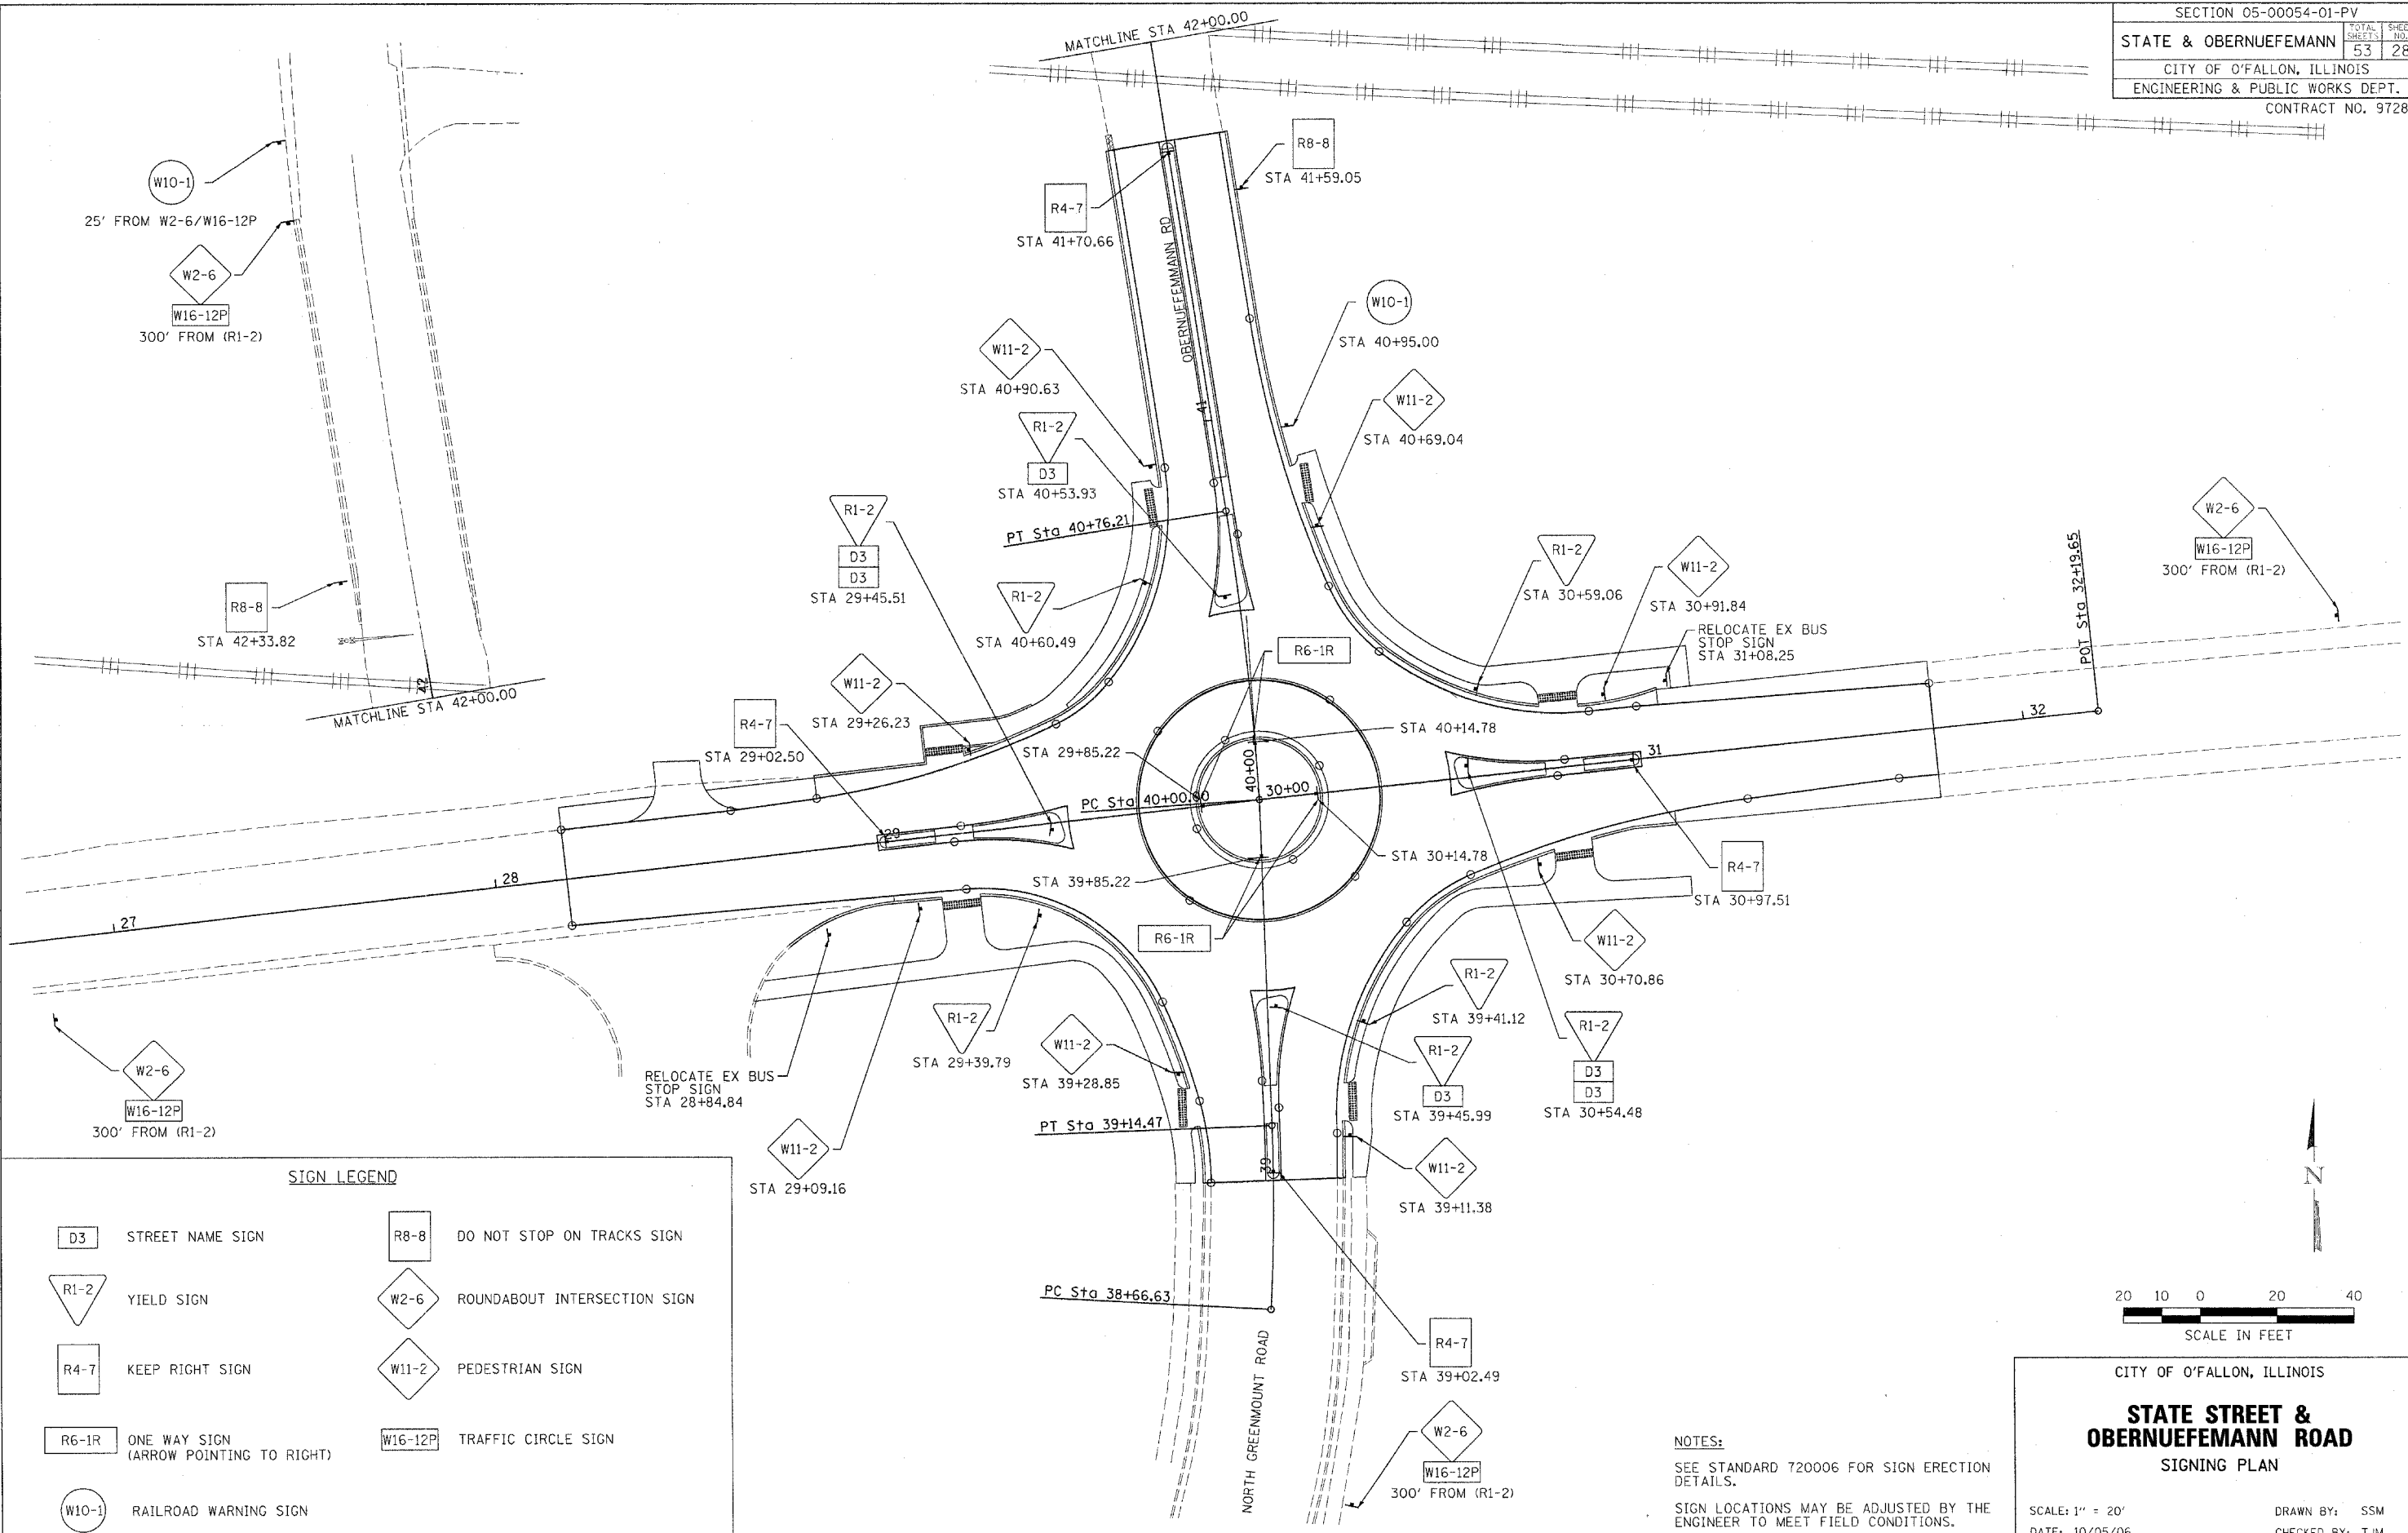 SECTION 05-00054-01-PV
STATE & OBERNUEFEMANN
TOTAL SHEETS
53
28
CITY OF O'FALLON, ILLINOIS
ENGINEERING & PUBLIC WORKS DEPT.
CONTRACT NO. 9728
MATCHLINE STA 42+00.00
W10-1
25' FROM W2-6/W16-12P
W2-6
W16-12P
300' FROM (R1-2)
R8-8
STA 42+33.82
42
MATCHLINE STA 42+00.00
R8-8
STA 41+59.05
R4-7
STA 41+70.66
OBERNUEFEMMANN RD
W10-1
STA 40+95.00
W11-2
STA 40+90.63
41
W11-2
STA 40+69.04
R1-2
D3
STA 40+53.93
PT Sta 40+76.21
R1-2
D3
D3
STA 29+45.51
R1-2
STA 40+60.49
R1-2
STA 30+59.06
W11-2
STA 30+91.84
RELOCATE EX BUS
STOP SIGN
STA 31+08.25
POT Sta 32+19.65
W2-6
W16-12P
300' FROM (R1-2)
R6-1R
W11-2
STA 29+26.23
R4-7
STA 29+02.50
STA 29+85.22
STA 40+14.78
40+00
PC Sta 40+00.00
30+00
31
32
29
28
27
STA 39+85.22
STA 30+14.78
R6-1R
R4-7
STA 30+97.51
W11-2
STA 30+70.86
R1-2
STA 39+41.12
R1-2
D3
D3
STA 30+54.48
R1-2
D3
STA 39+45.99
R1-2
STA 29+39.79
W11-2
STA 39+28.85
RELOCATE EX BUS
STOP SIGN
STA 28+84.84
W2-6
W16-12P
300' FROM (R1-2)
W11-2
STA 29+09.16
PT Sta 39+14.47
39
W11-2
STA 39+11.38
PC Sta 38+66.63
NORTH GREENMOUNT ROAD
R4-7
STA 39+02.49
W2-6
W16-12P
300' FROM (R1-2)
SIGN LEGEND
D3 STREET NAME SIGN
R8-8 DO NOT STOP ON TRACKS SIGN
R1-2 YIELD SIGN
W2-6 ROUNDABOUT INTERSECTION SIGN
R4-7 KEEP RIGHT SIGN
W11-2 PEDESTRIAN SIGN
R6-1R ONE WAY SIGN
(ARROW POINTING TO RIGHT)
W16-12P TRAFFIC CIRCLE SIGN
W10-1 RAILROAD WARNING SIGN
N
20 10 0 20 40
SCALE IN FEET
NOTES:
SEE STANDARD 720006 FOR SIGN ERECTION
DETAILS.
SIGN LOCATIONS MAY BE ADJUSTED BY THE
ENGINEER TO MEET FIELD CONDITIONS.
CITY OF O'FALLON, ILLINOIS
STATE STREET &
OBERNUEFEMANN ROAD
SIGNING PLAN
SCALE: 1" = 20'
DRAWN BY: SSM
DATE: 10/05/06
CHECKED BY: TJM